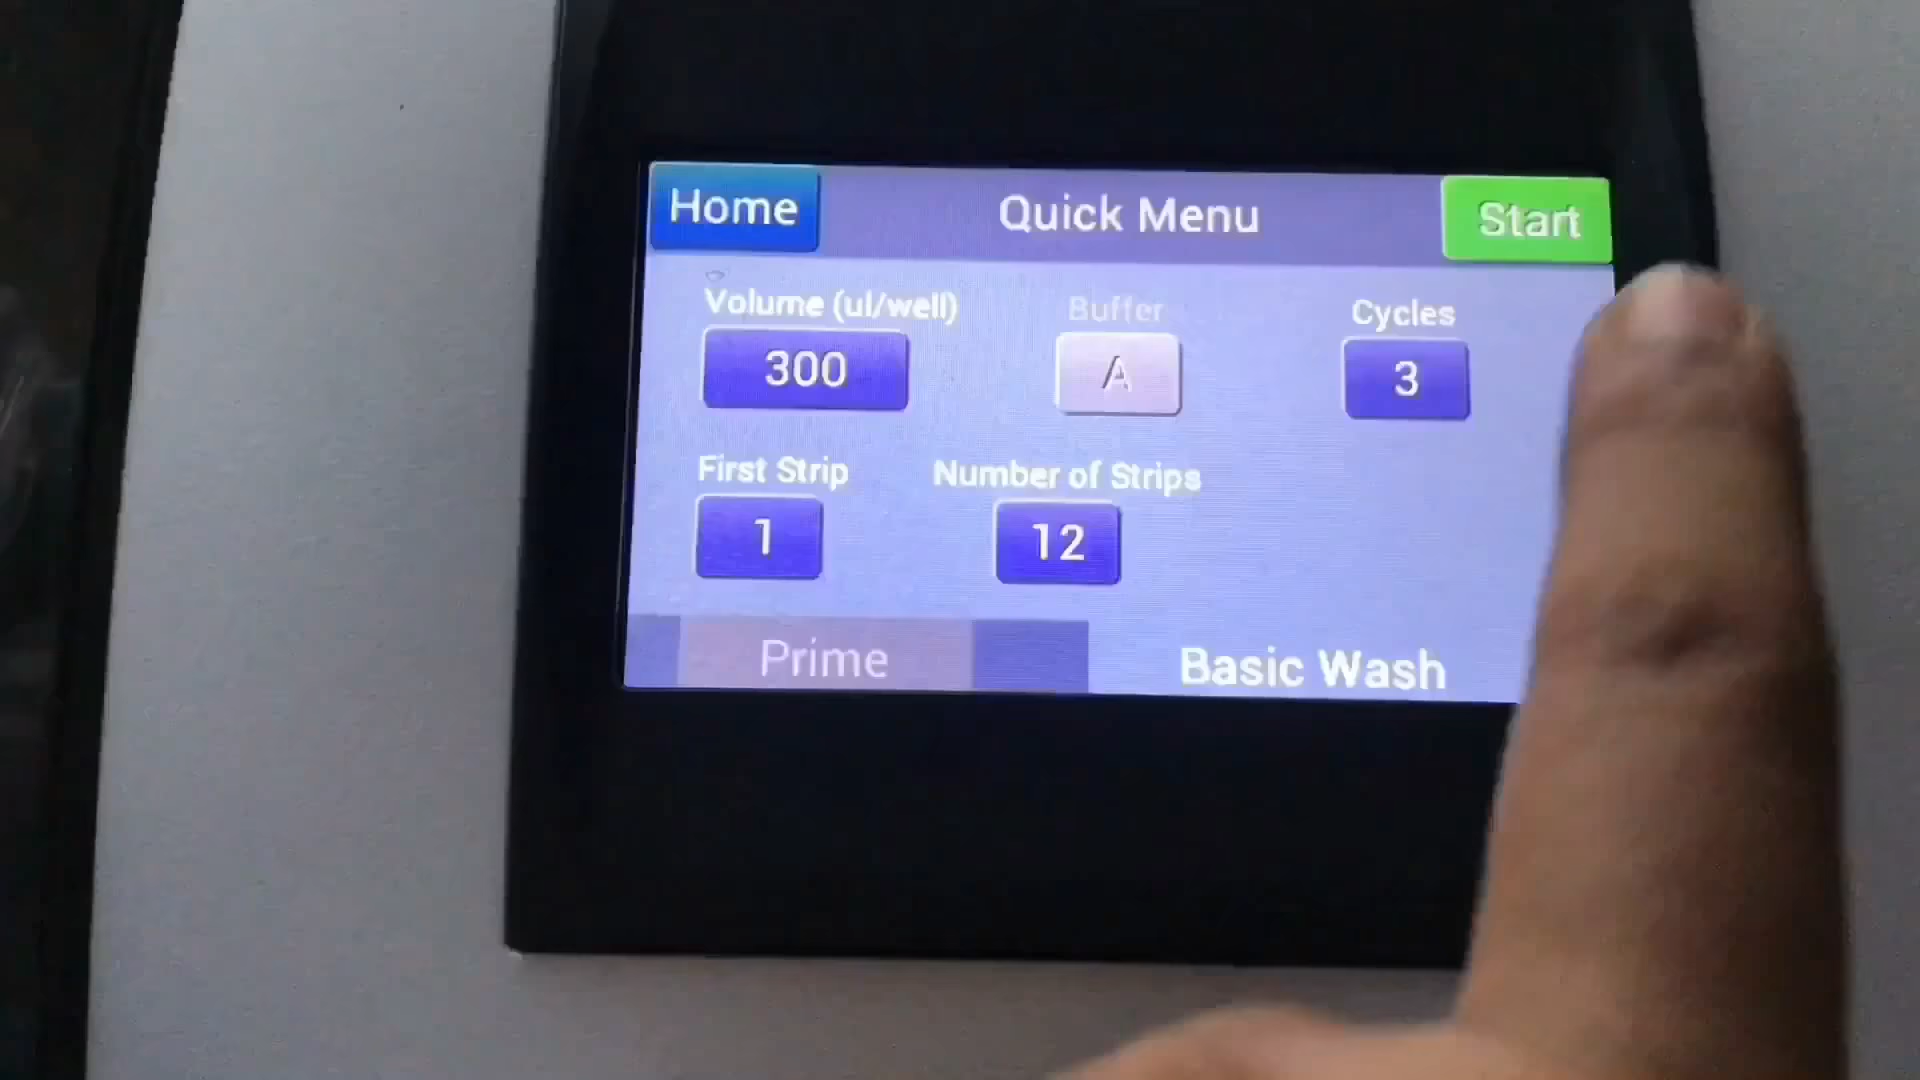 Home
Quick Menu
Start
Volume (ul/well)
Buffer
Cycles
300
A
3
First Strip
Number of Strips
1
12
Prime
Basic Wash